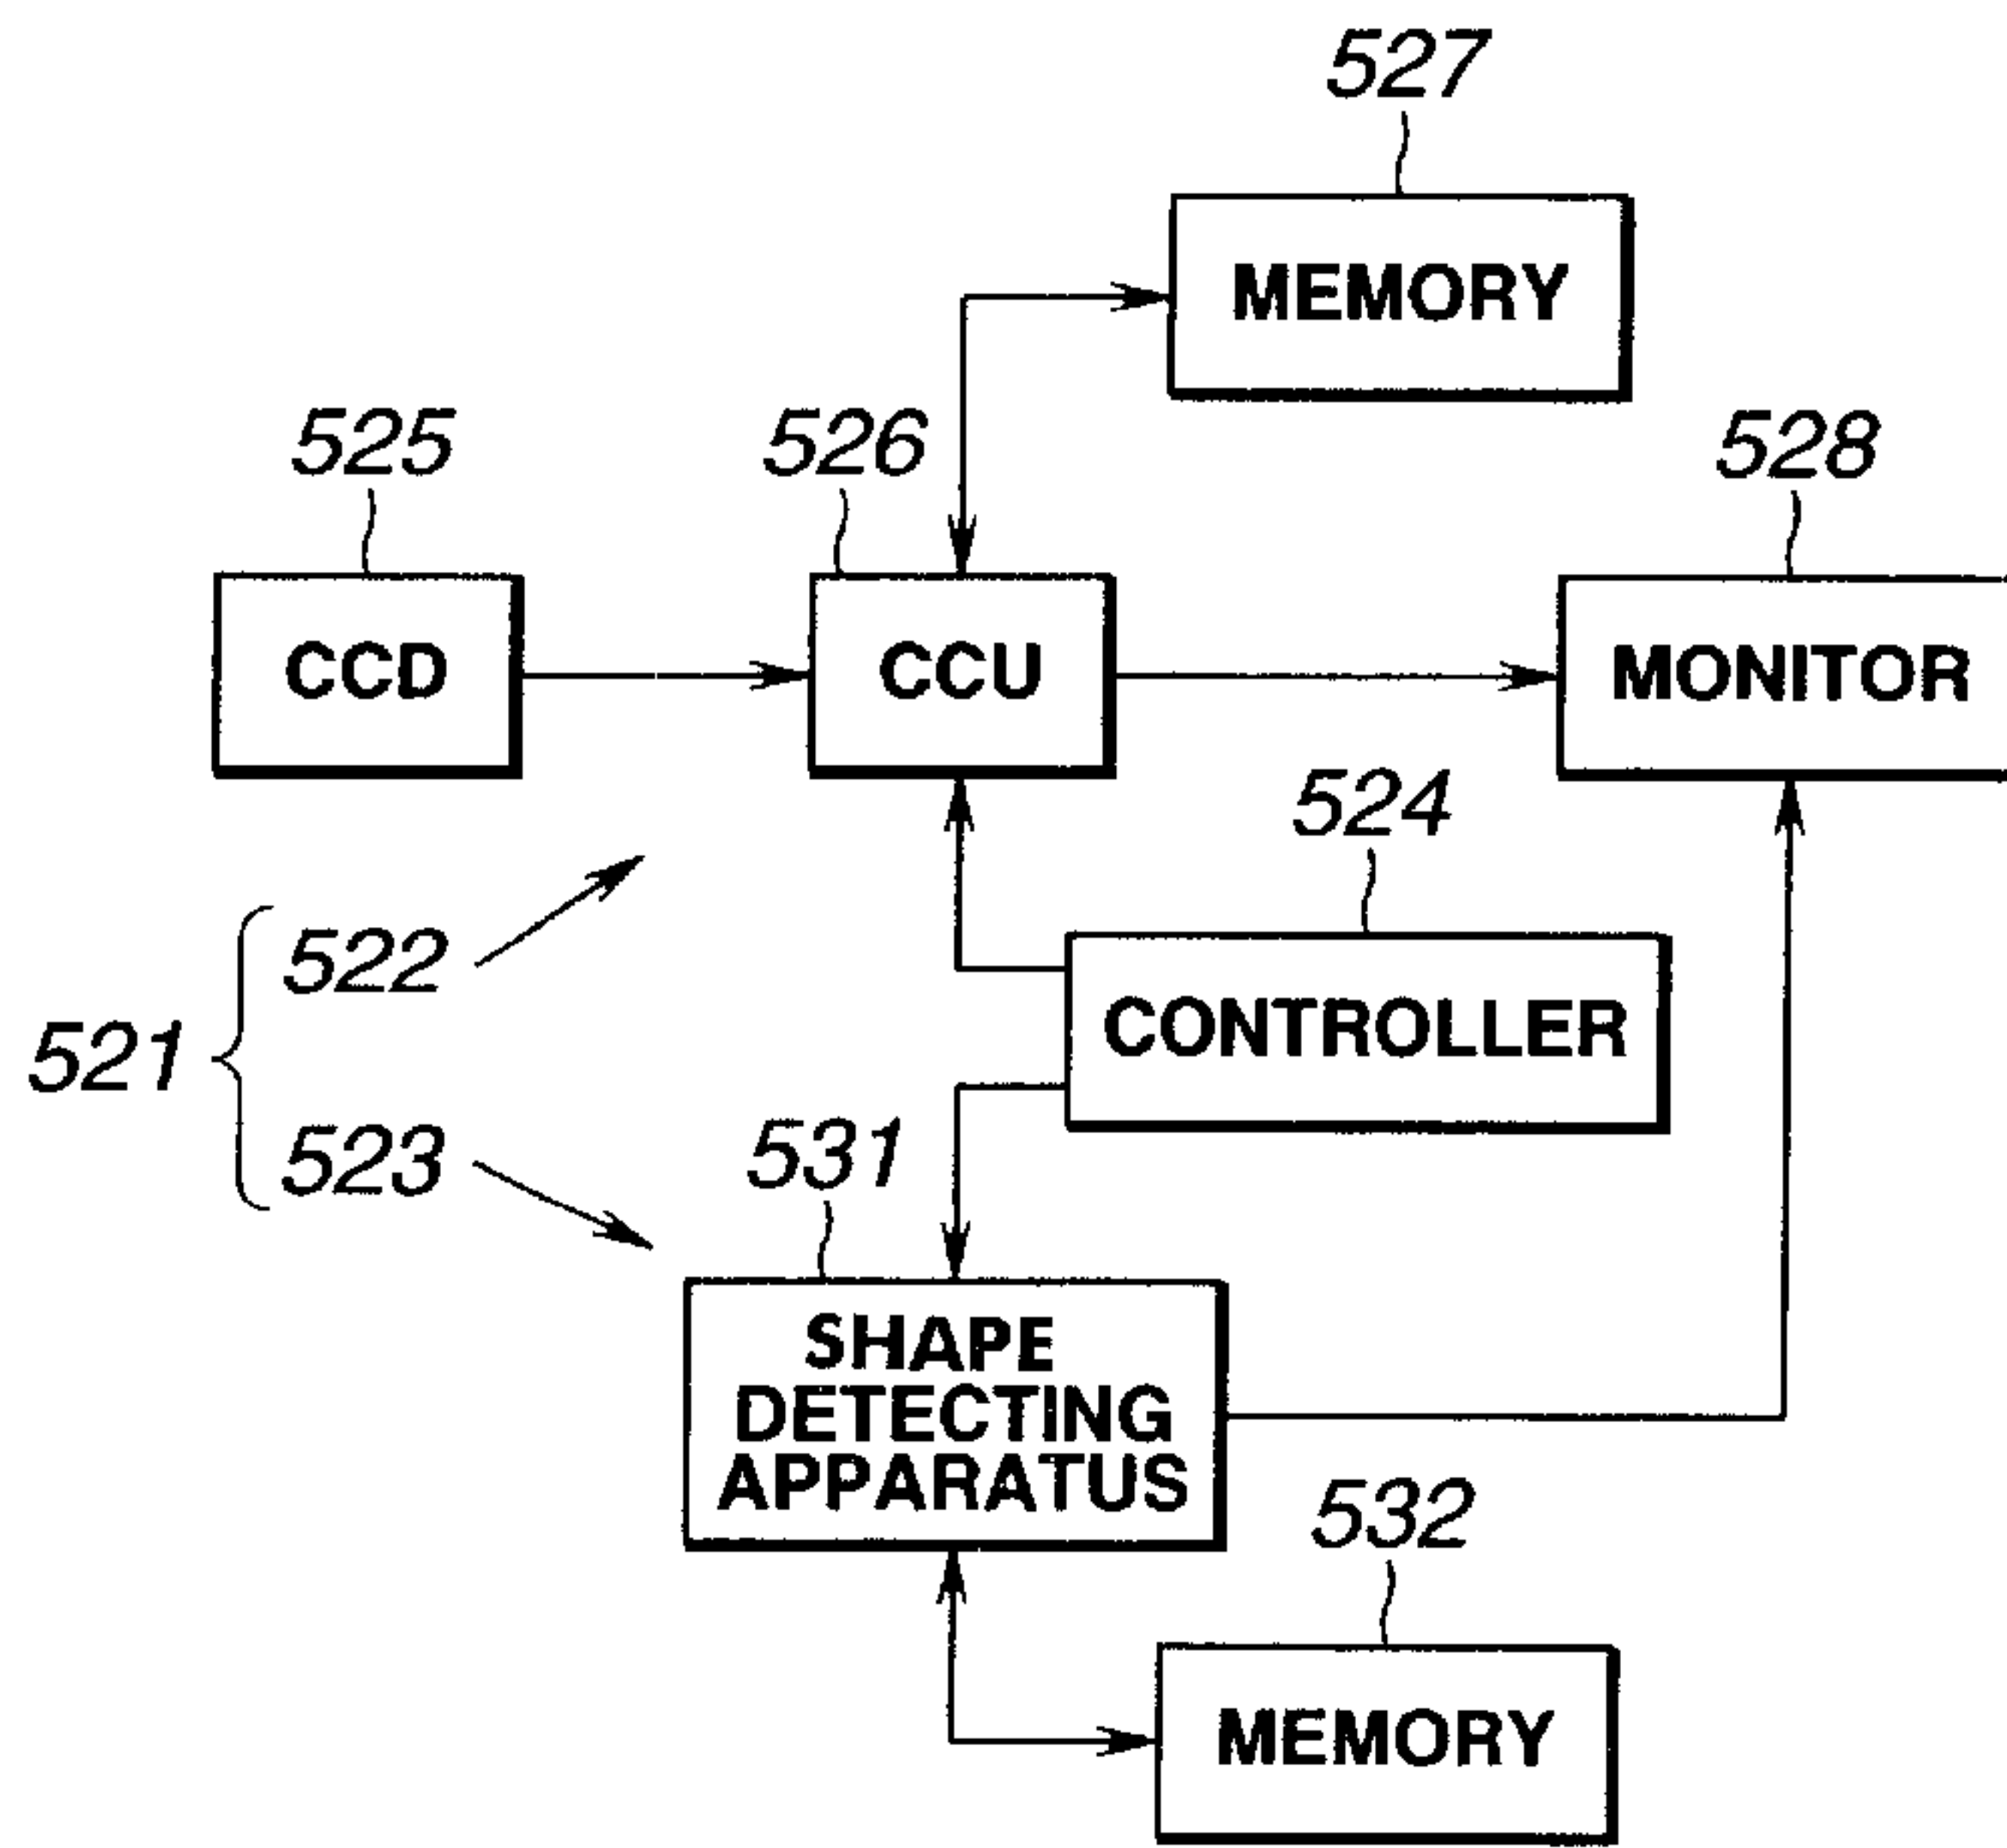 527
MEMORY
525
526
528
CCD
CCU
MONITOR
524
522
521
CONTROLLER
523
531
SHAPE
DETECTING
APPARATUS
532
MEMORY